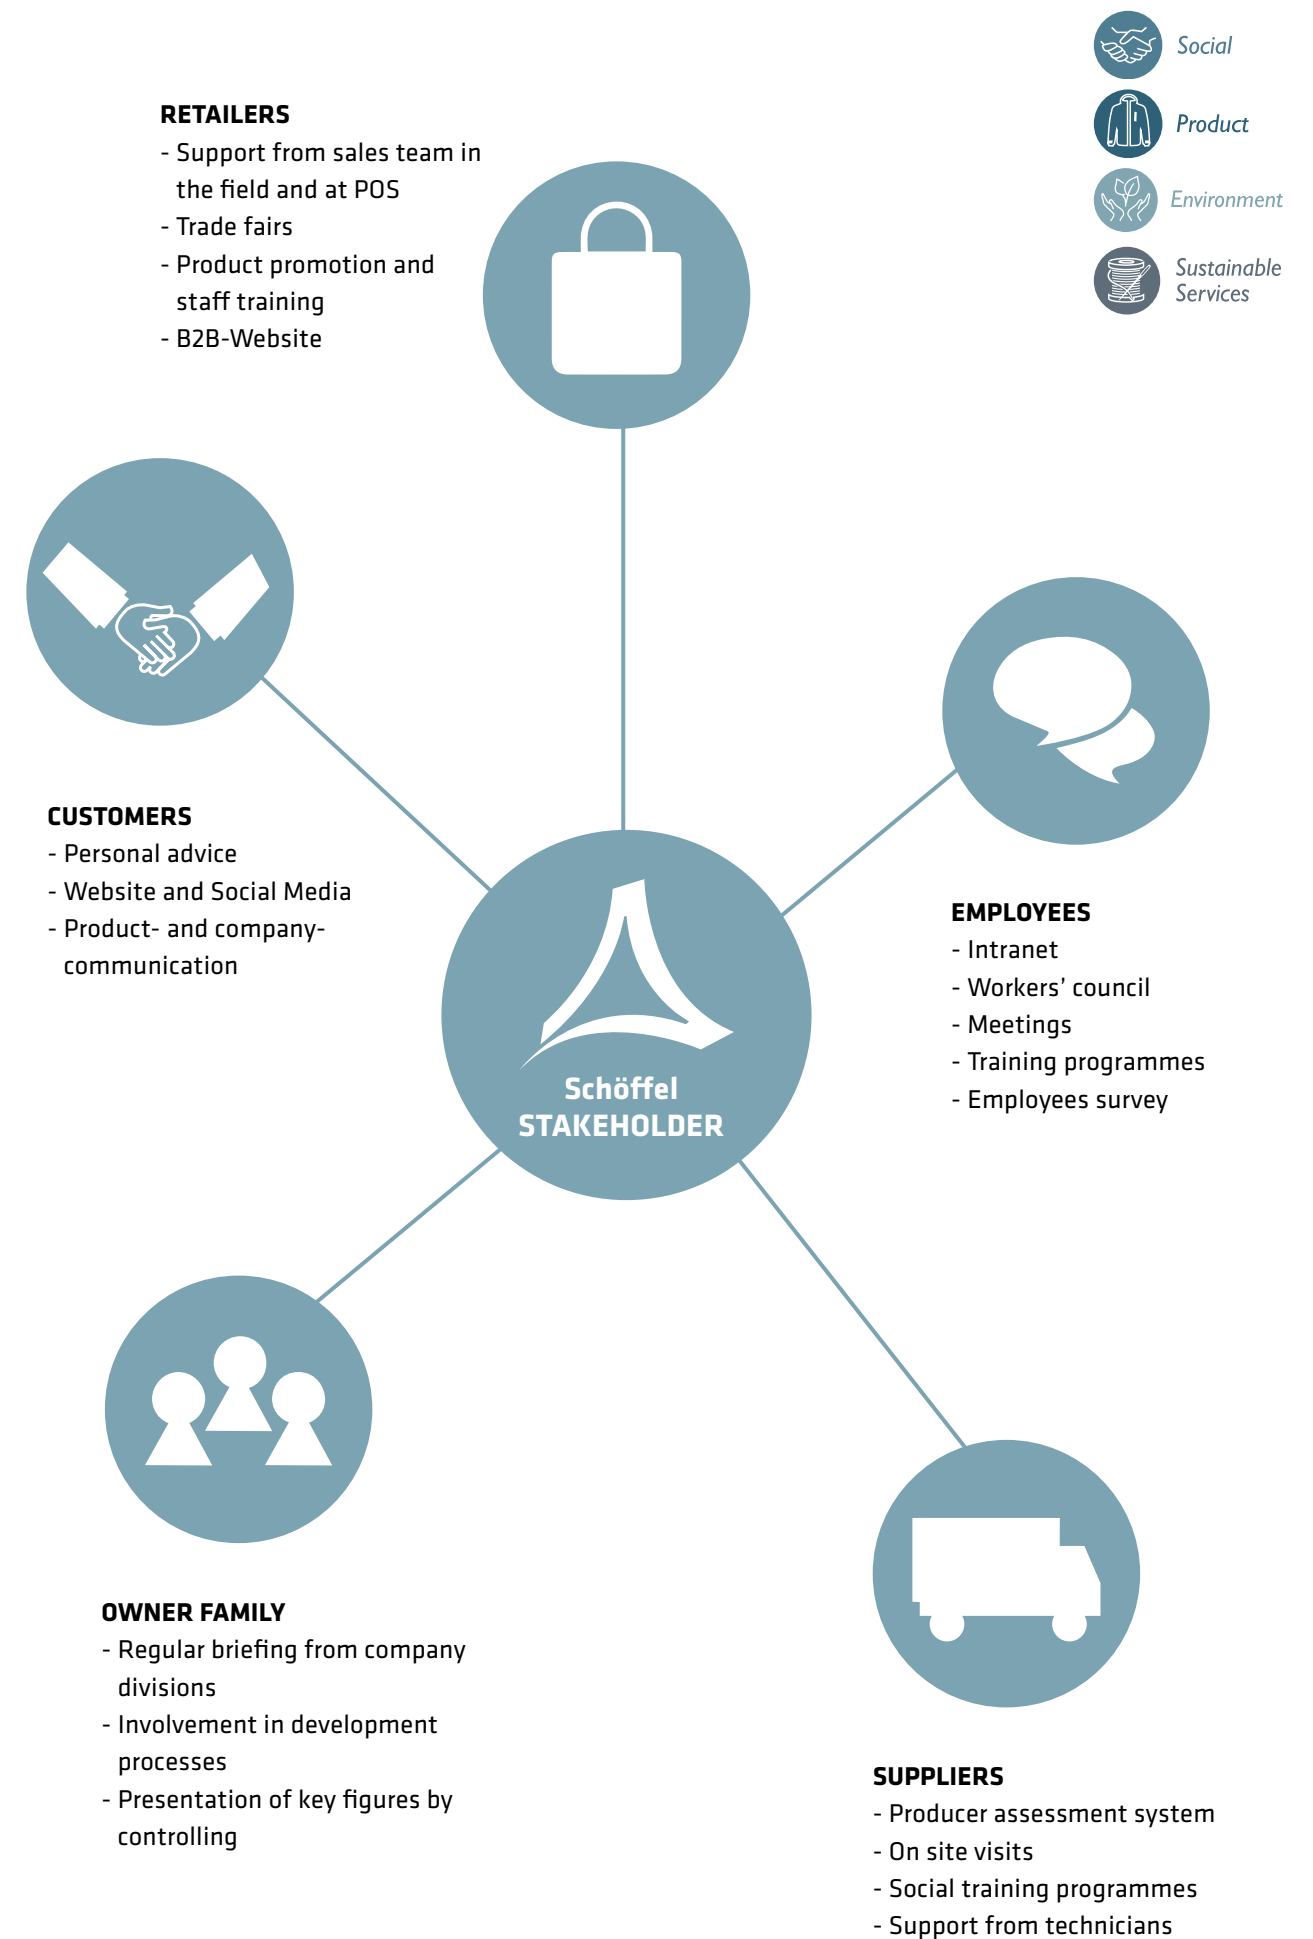 Social
Product
Environment
Sustainable
Services
RETAILERS
- Support from sales team in
the field and at POS
- Trade fairs
- Product promotion and
staff training
- B2B-Website
CUSTOMERS
- Personal advice
- Website and Social Media
- Product- and company-
communication
EMPLOYEES
- Intranet
- Workers’ council
- Meetings
- Training programmes
- Employees survey
Schöffel
STAKEHOLDER
OWNER FAMILY
- Regular briefing from company
divisions
- Involvement in development
processes
- Presentation of key figures by
controlling
SUPPLIERS
- Producer assessment system
- On site visits
- Social training programmes
- Support from technicians